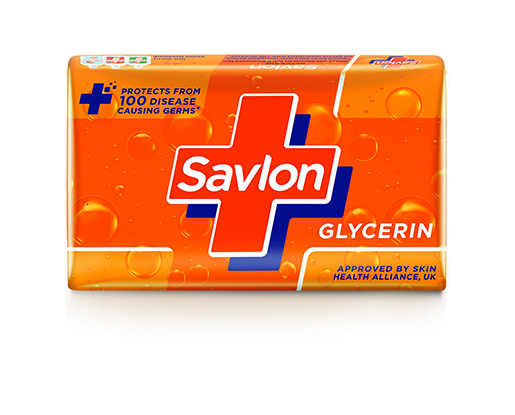 PROTECTS FROM
100 DISEASE
CAUSING GERMS*
Savlon
GLYCERIN
APPROVED BY SKIN
HEALTH ALLIANCE, UK